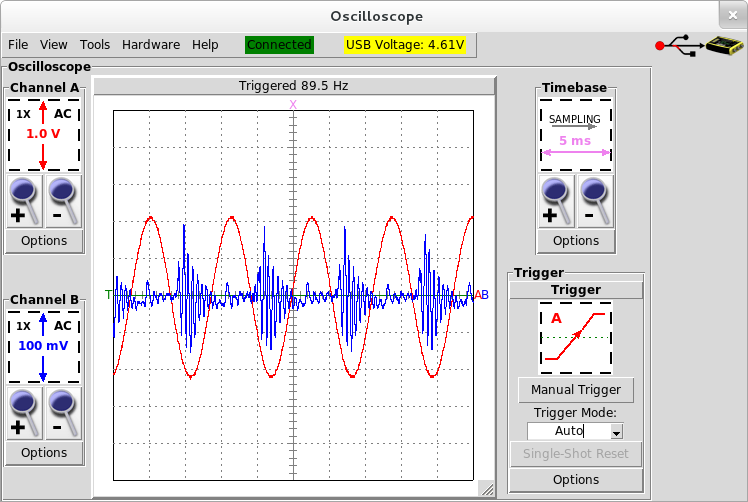 Oscilloscope
×
File View Tools Hardware Help Connected USB Voltage: 4.61V
Oscilloscope
Channel A
1X AC
1.0 V
+ -
Options
Channel B
1X AC
100 mV
+ -
Options
Triggered 89.5 Hz
X
T
AB
Timebase
SAMPLING
5 ms
+ -
Options
Trigger
Trigger
A
Manual Trigger
Trigger Mode:
Auto
Single-Shot Reset
Options